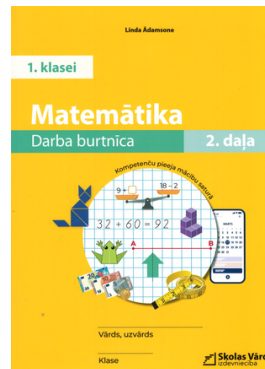 Linda Ādamsone
1. klasei
Matemātika
Darba burtnīca
2. daļa
Kompetenču pieeja mācību saturā
9 +
18 − 2
32 + 60 = 92
A
B
Vārds, uzvārds
Klase
Skolas Vārds
izdevniecība